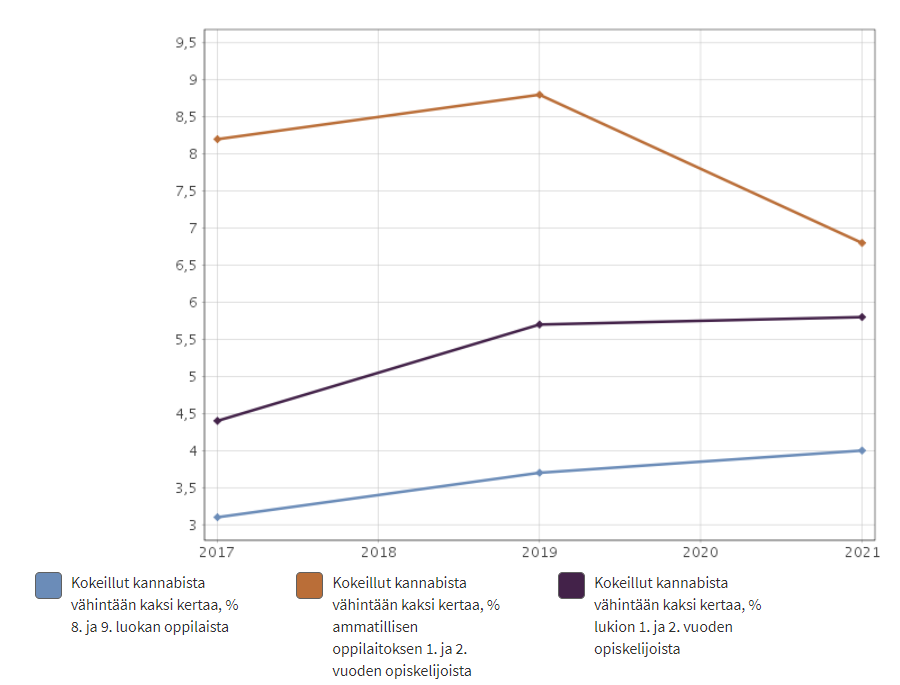 9,5
9
8,5
8
7,5
7
6,5
6
5,5
5
4,5
4
3,5
3
2017 2018 2019 2020 2021
Kokeillut kannabista
vähintään kaksi kertaa, %
8. ja 9. luokan oppilaista
Kokeillut kannabista
vähintään kaksi kertaa, %
ammatillisen
oppilaitoksen 1. ja 2.
vuoden opiskelijoista
Kokeillut kannabista
vähintään kaksi kertaa, %
lukion 1. ja 2. vuoden
opiskelijoista